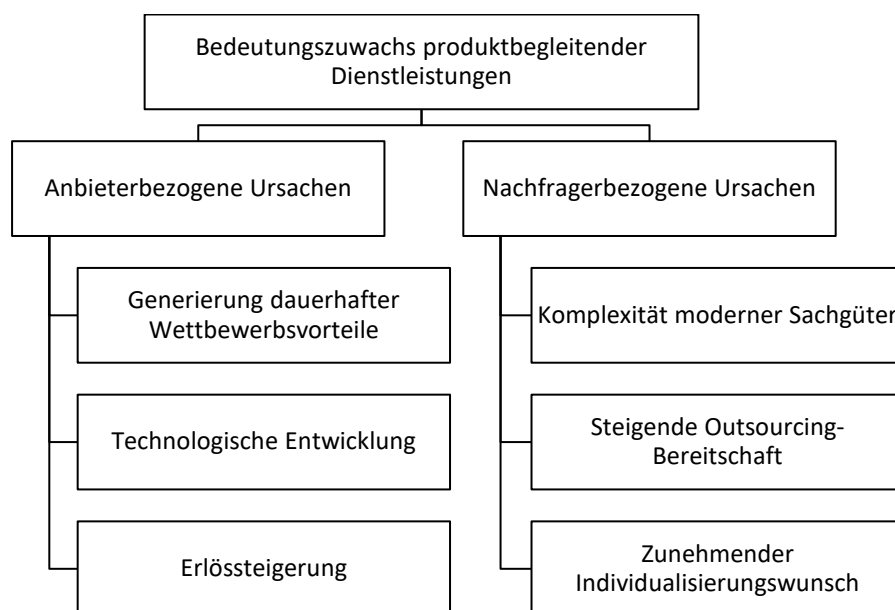 Bedeutungszuwachs produktbegleitender
Dienstleistungen
Anbieterbezogene Ursachen
Generierung dauerhafter
Wettbewerbsvorteile
Technologische Entwicklung
Erlössteigerung
Nachfragerbezogene Ursachen
Komplexität moderner Sachgüter
Steigende Outsourcing-
Bereitschaft
Zunehmender
Individualisierungswunsch